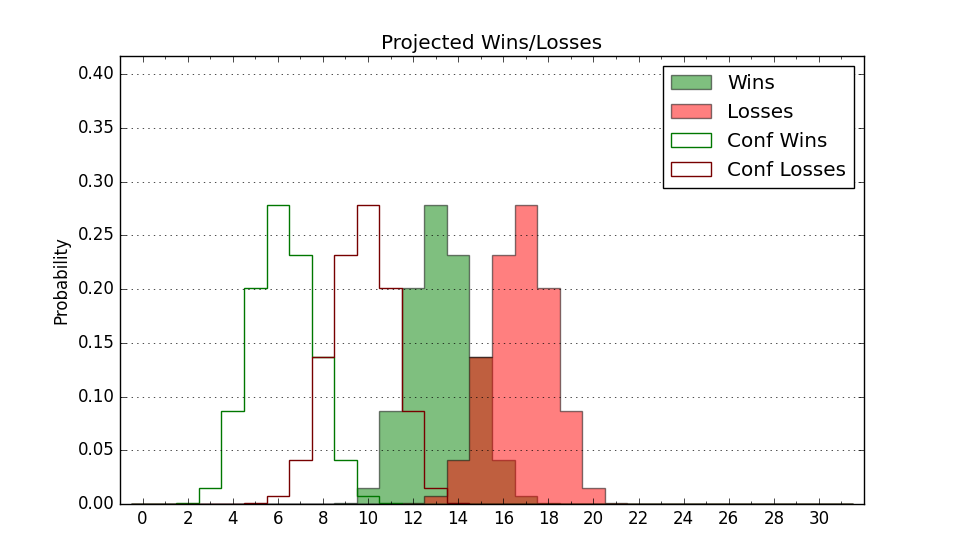 Projected Wins/Losses
0.40
0.35
0.30
0.25
0.20
0.15
0.10
0.05
0.00
Probability
Wins
Losses
Conf Wins
Conf Losses
0 2 4 6 8 10 12 14 16 18 20 22 24 26 28 30